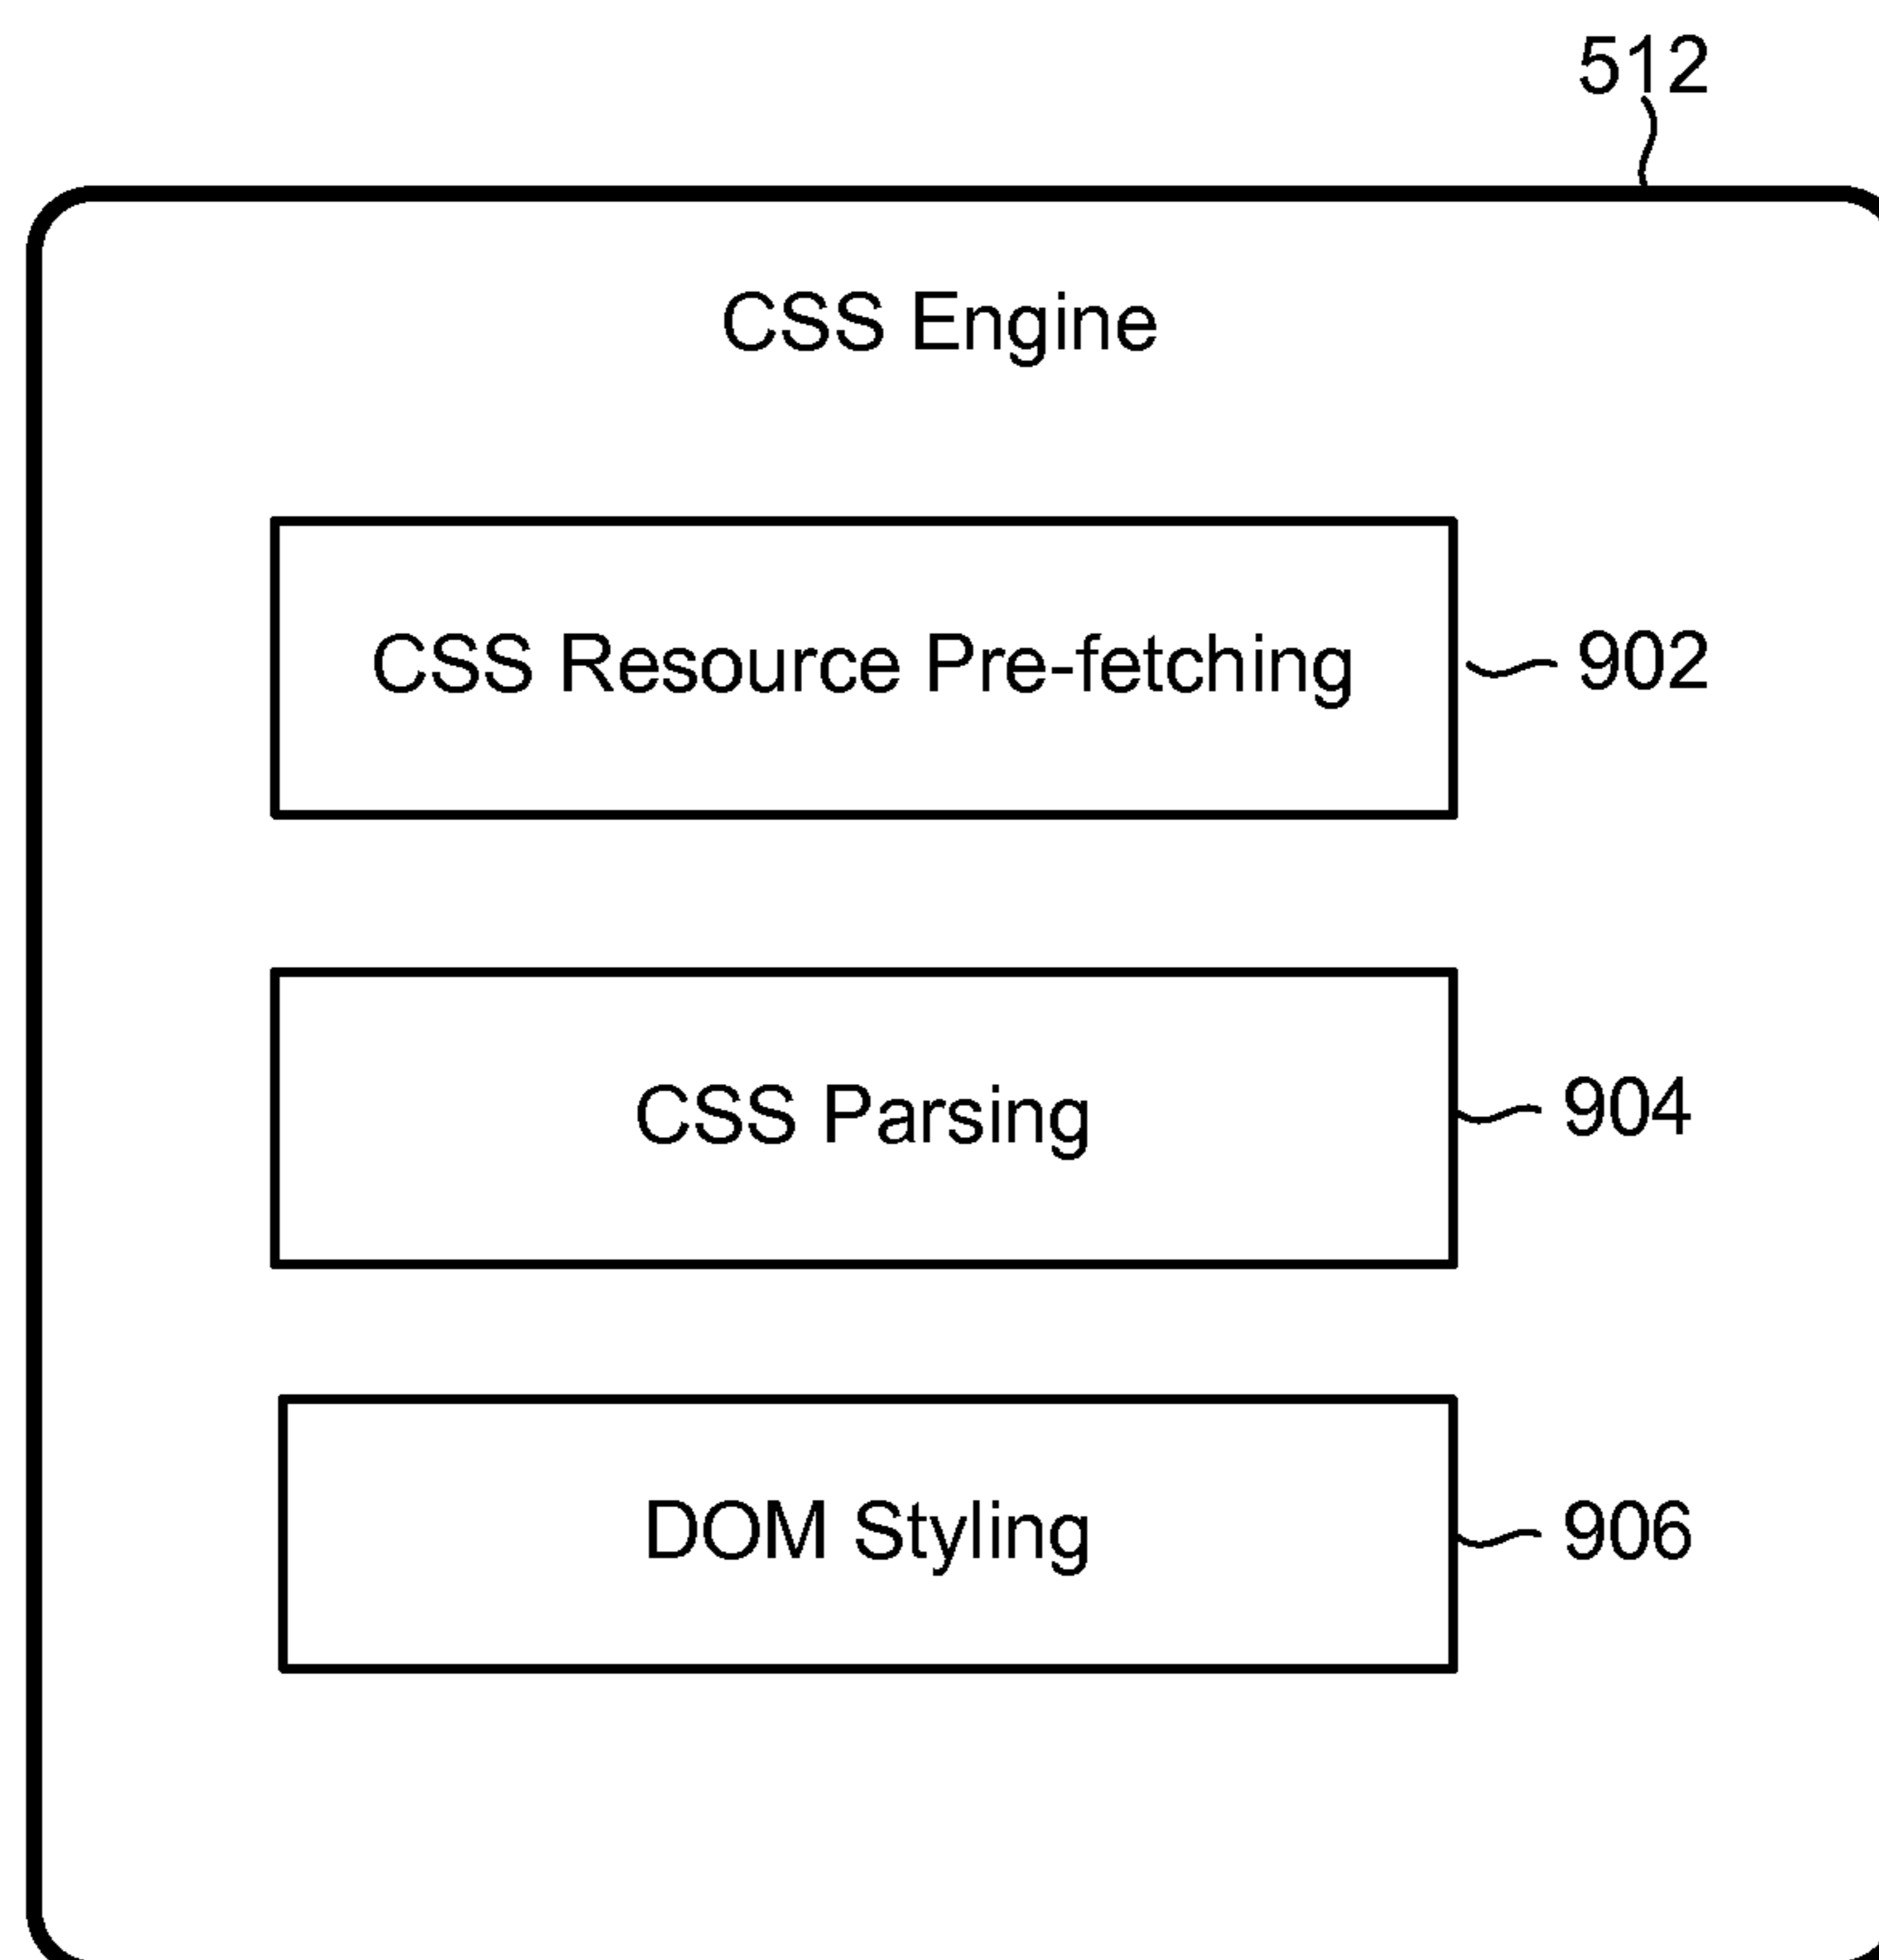 512
CSS Engine
CSS Resource Pre-fetching
902
CSS Parsing
904
DOM Styling
906